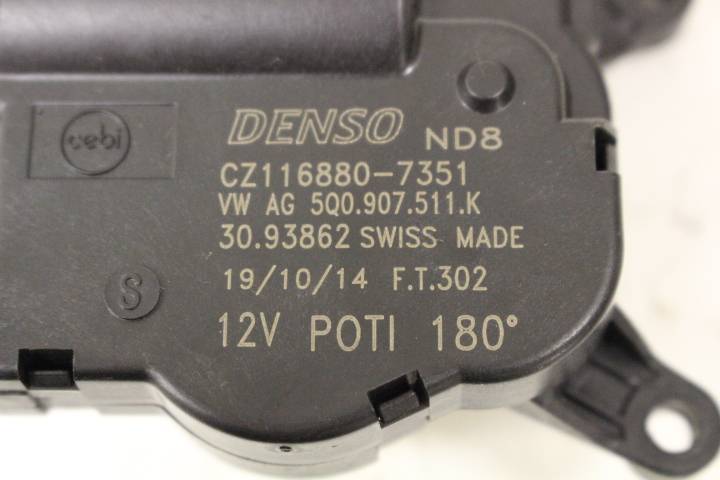 cebi
DENSO ND8
CZ116880-7351
VW AG 5Q0.907.511.K
30.93862 SWISS MADE
S
19/10/14 F.T.302
12V POTI 180°